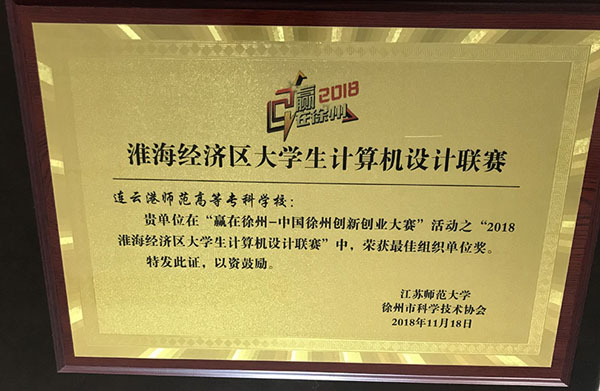 2018
赢
在徐州
淮海经济区大学生计算机设计联赛
连云港师范高等专科学校：
贵单位在“赢在徐州-中国徐州创新创业大赛”活动之“2018
淮海经济区大学生计算机设计联赛”中，荣获最佳组织单位奖。
特发此证，以资鼓励。
江苏师范大学
徐州市科学技术协会
2018年11月18日